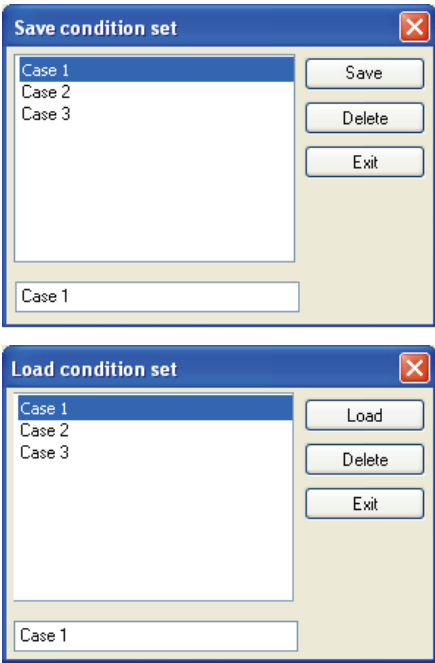 Save condition set
Case 1
Case 2
Case 3
Save
Delete
Exit
Case 1
Load condition set
Case 1
Case 2
Case 3
Load
Delete
Exit
Case 1